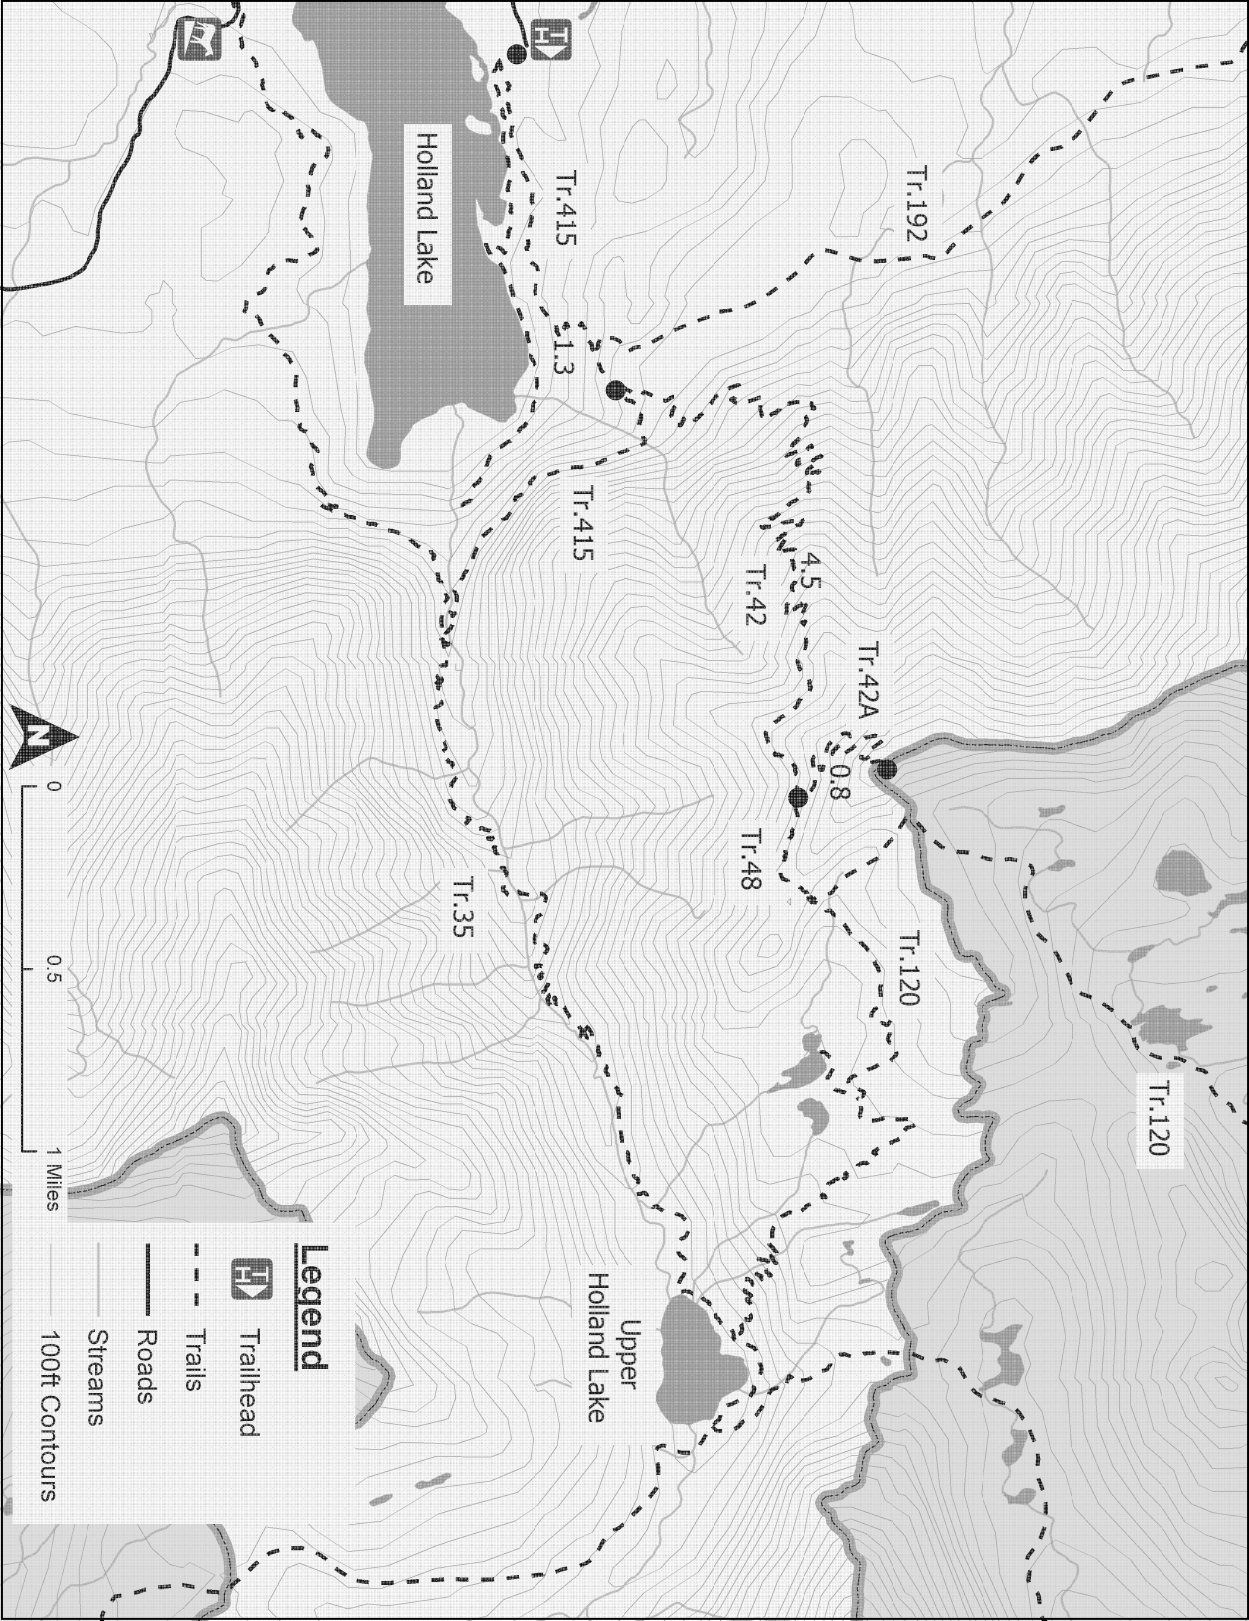 TH
Holland Lake
Tr.415
1.3
Tr.192
Tr.415
4.5
Tr.42
Tr.42A
0.8
Tr.48
Tr.35
Tr.120
Tr.120
Upper
Holland Lake
N
0
0.5
1 Miles
Legend
TH
Trailhead
Trails
Roads
Streams
100ft Contours